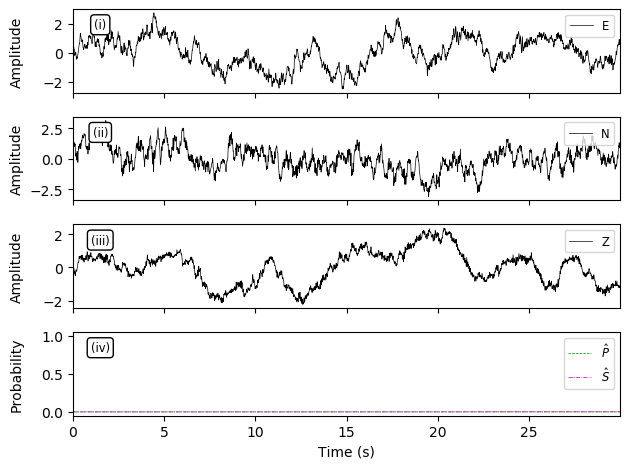 Amplitude
2
0
−2
(i)
E
Amplitude
2.5
0.0
−2.5
(ii)
N
Amplitude
2
0
−2
(iii)
Z
Probability
1.0
0.5
0.0
(iv)
P̂
Ŝ
0 5 10 15 20 25
Time (s)